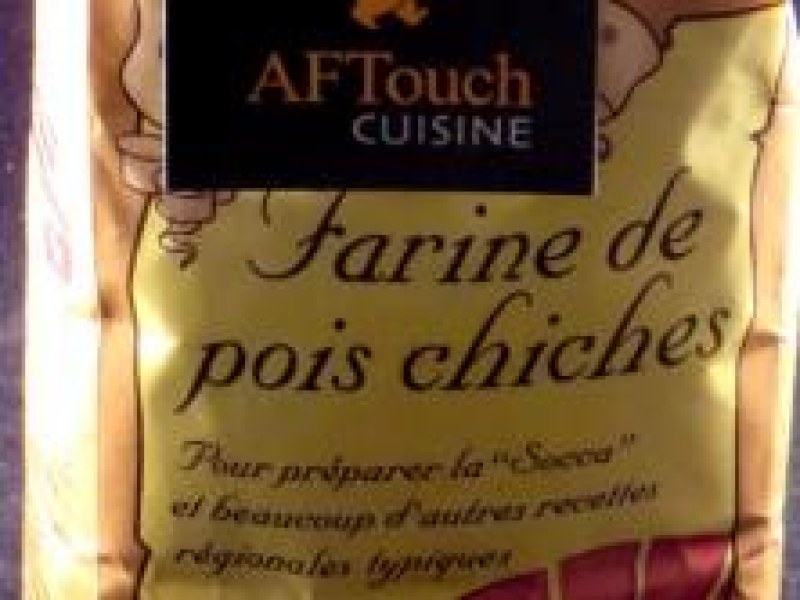 AFTouch
CUISINE
Farine de
pois chiches
Pour préparer la "Socca"
et beaucoup d'autres recettes
régionales typiques